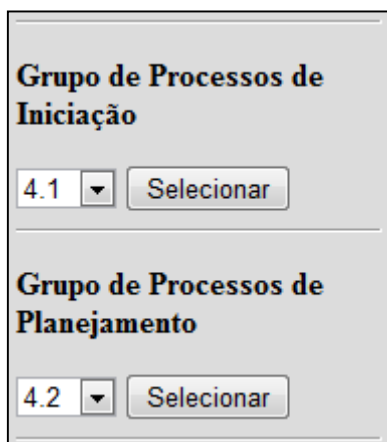 Grupo de Processos de
Iniciação
4.1 Selecionar
Grupo de Processos de
Planejamento
4.2 Selecionar